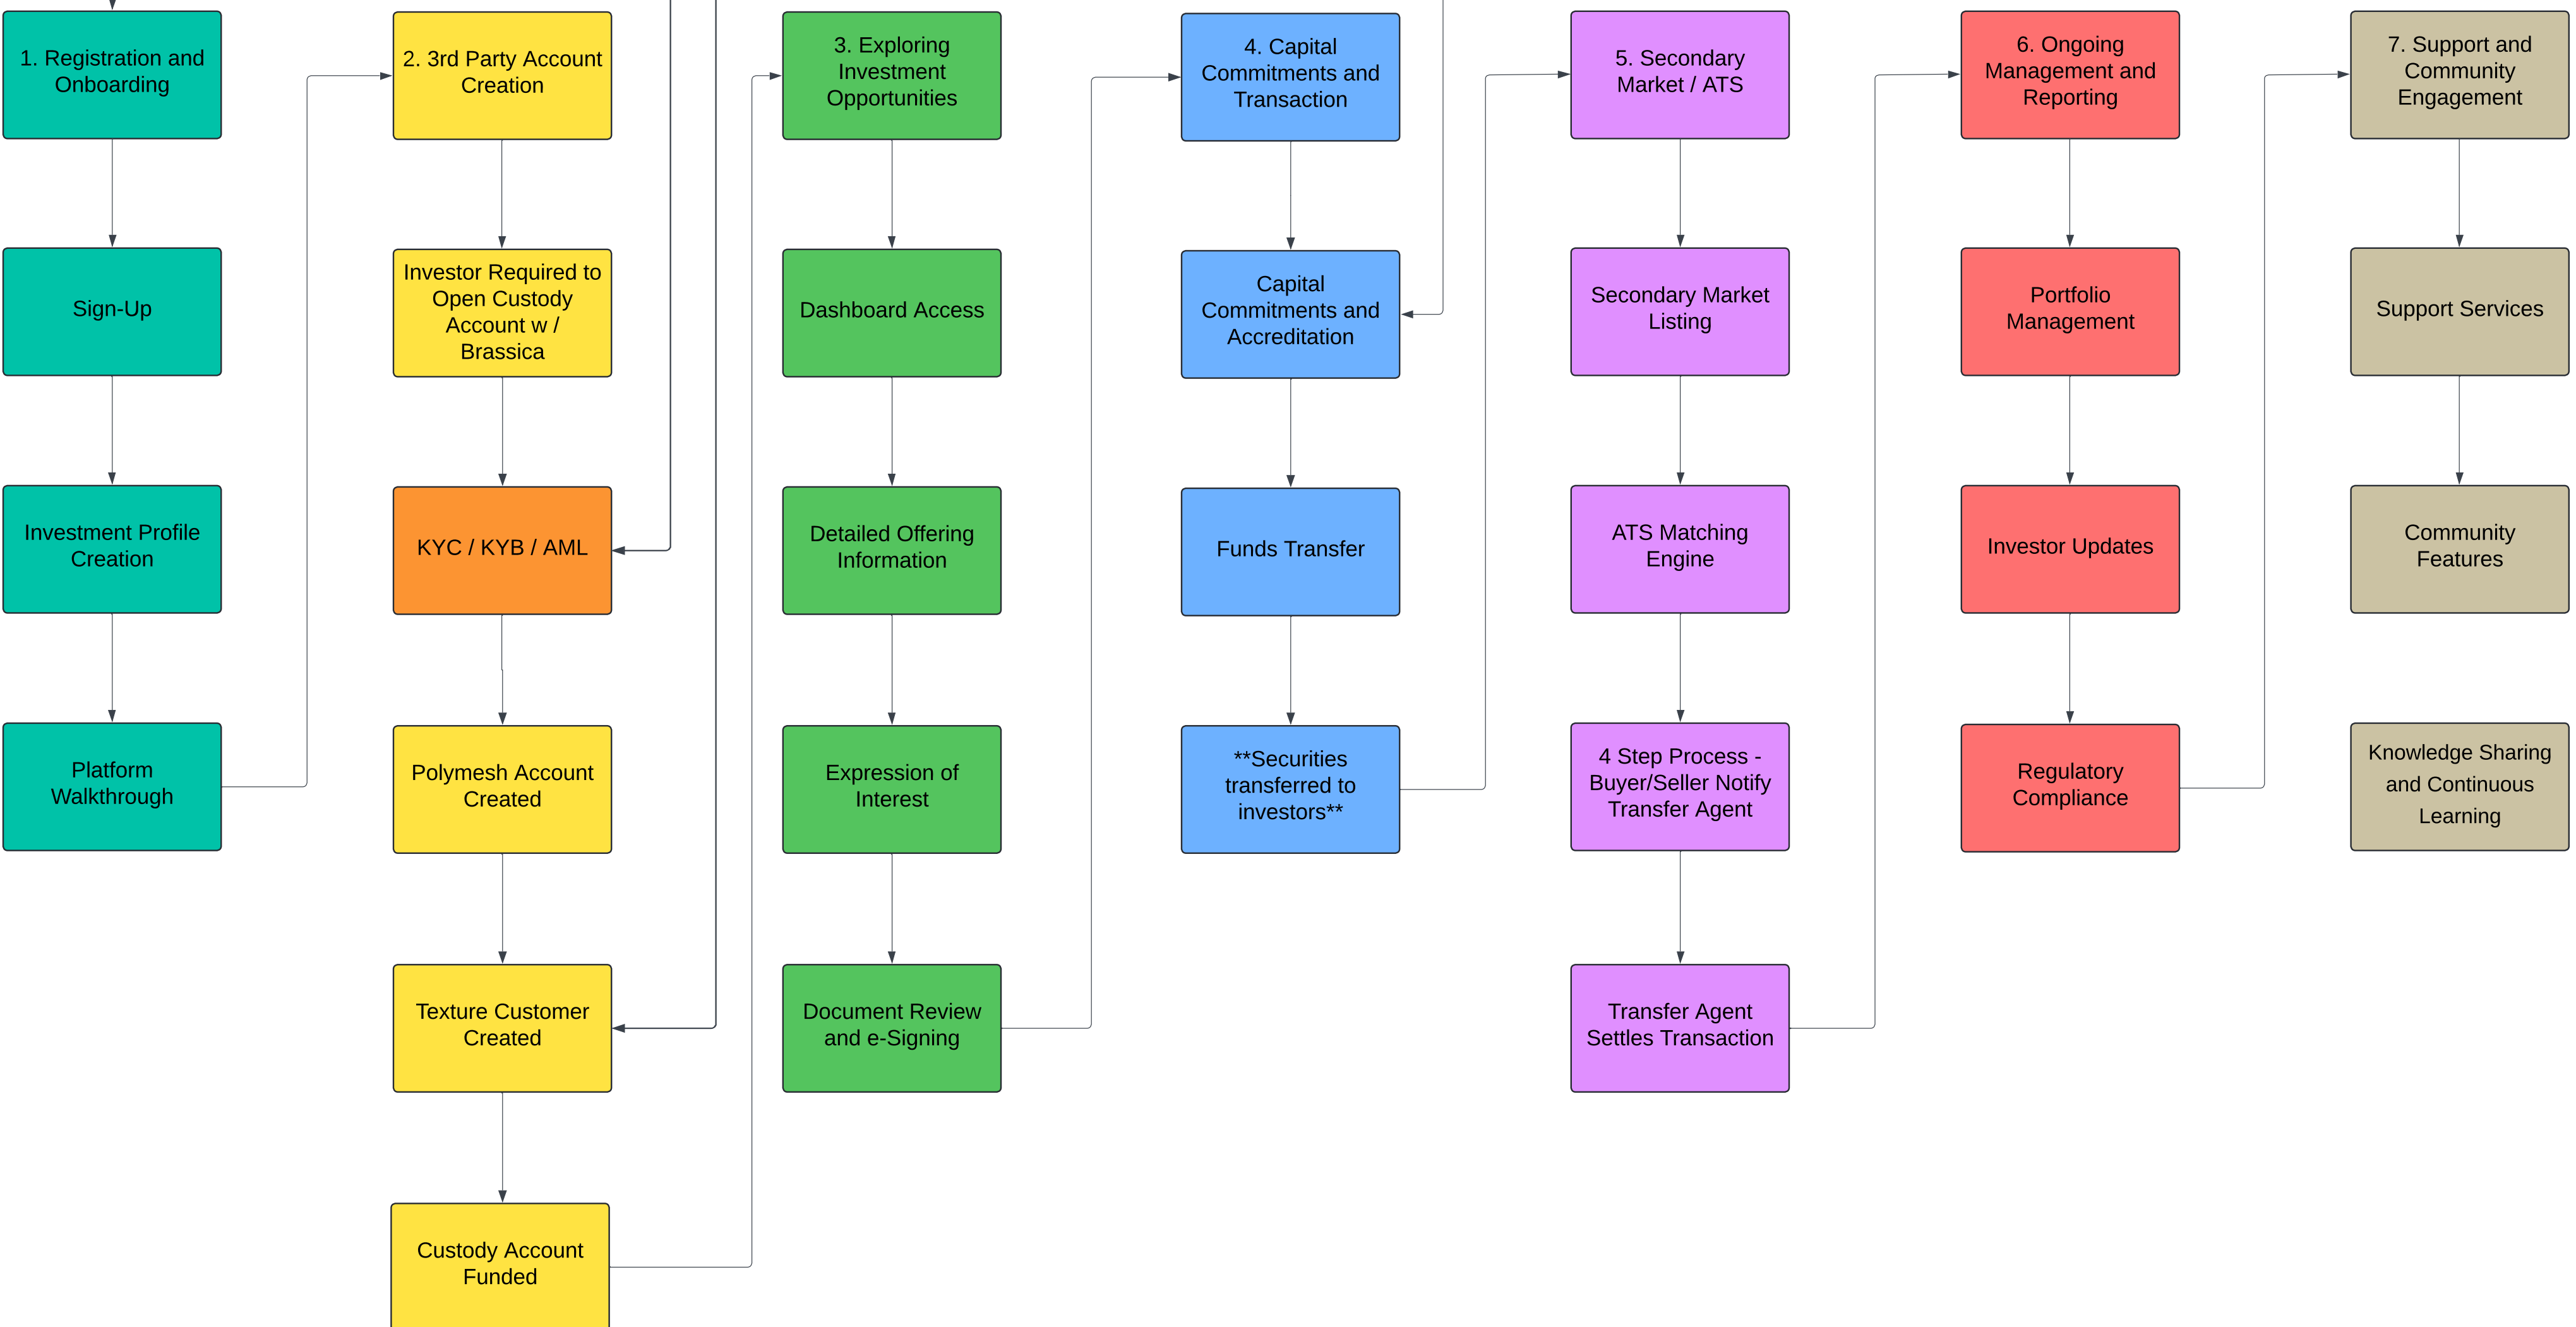 1. Registration and
Onboarding
Sign-Up
Investment Profile
Creation
Platform
Walkthrough
2. 3rd Party Account
Creation
Investor Required to
Open Custody
Account w /
Brassica
KYC / KYB / AML
Polymesh Account
Created
Texture Customer
Created
Custody Account
Funded
3. Exploring
Investment
Opportunities
Dashboard Access
Detailed Offering
Information
Expression of
Interest
Document Review
and e-Signing
4. Capital
Commitments and
Transaction
Capital
Commitments and
Accreditation
Funds Transfer
**Securities
transferred to
investors**
5. Secondary
Market / ATS
Secondary Market
Listing
ATS Matching
Engine
4 Step Process -
Buyer/Seller Notify
Transfer Agent
Transfer Agent
Settles Transaction
6. Ongoing
Management and
Reporting
Portfolio
Management
Investor Updates
Regulatory
Compliance
7. Support and
Community
Engagement
Support Services
Community
Features
Knowledge Sharing
and Continuous
Learning